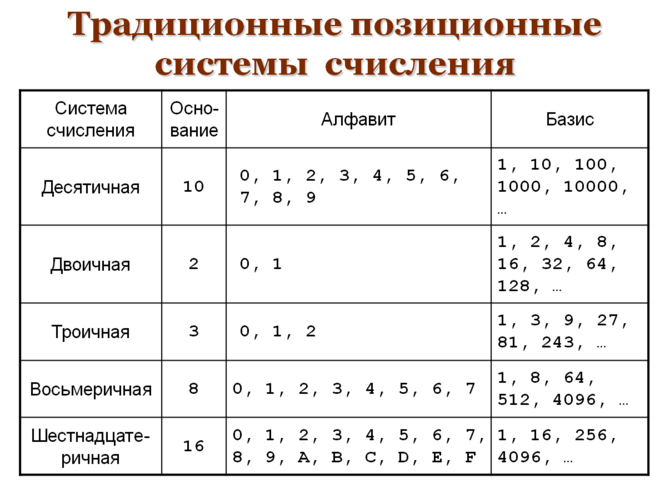 Традиционные позиционные
системы счисления
Система
счисления
Осно-
вание
Алфавит
Базис
Десятичная
10
0, 1, 2, 3, 4, 5, 6,
7, 8, 9
1, 10, 100,
1000, 10000,
…
Двоичная
2
0, 1
1, 2, 4, 8,
16, 32, 64,
128, …
Троичная
3
0, 1, 2
1, 3, 9, 27,
81, 243, …
Восьмеричная
8
0, 1, 2, 3, 4, 5, 6, 7
1, 8, 64,
512, 4096, …
Шестнадцате-
ричная
16
0, 1, 2, 3, 4, 5, 6, 7,
8, 9, A, B, C, D, E, F
1, 16, 256,
4096, …